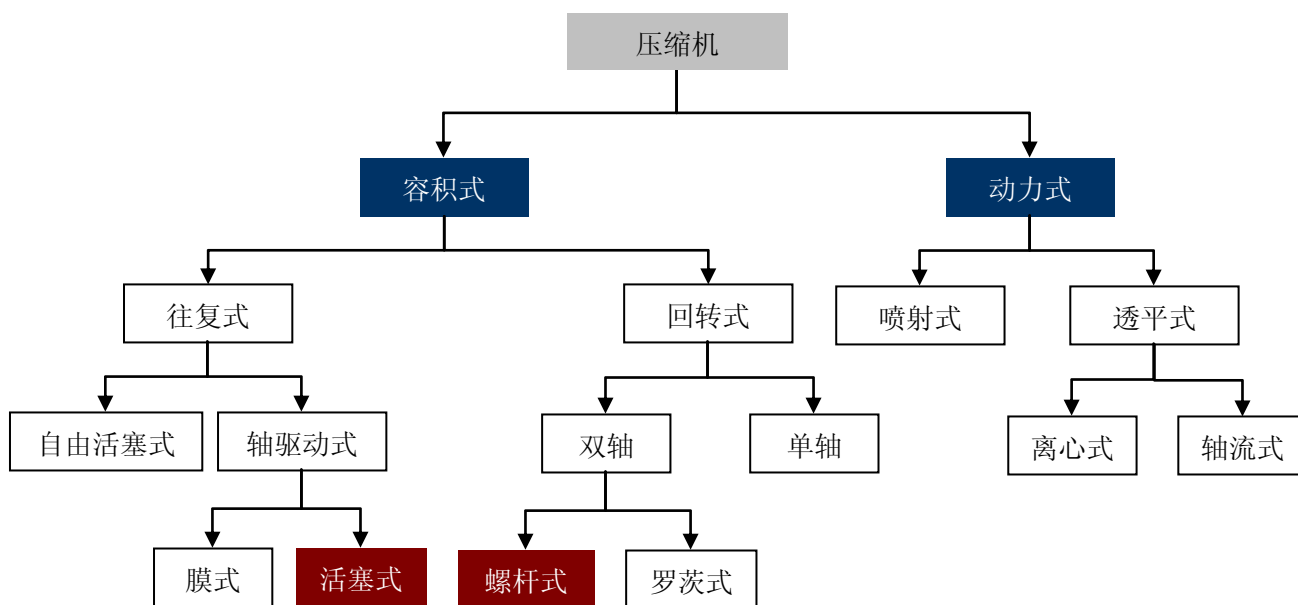 压缩机
容积式
动力式
往复式
回转式
喷射式
透平式
自由活塞式
轴驱动式
双轴
单轴
离心式
轴流式
膜式
活塞式
螺杆式
罗茨式